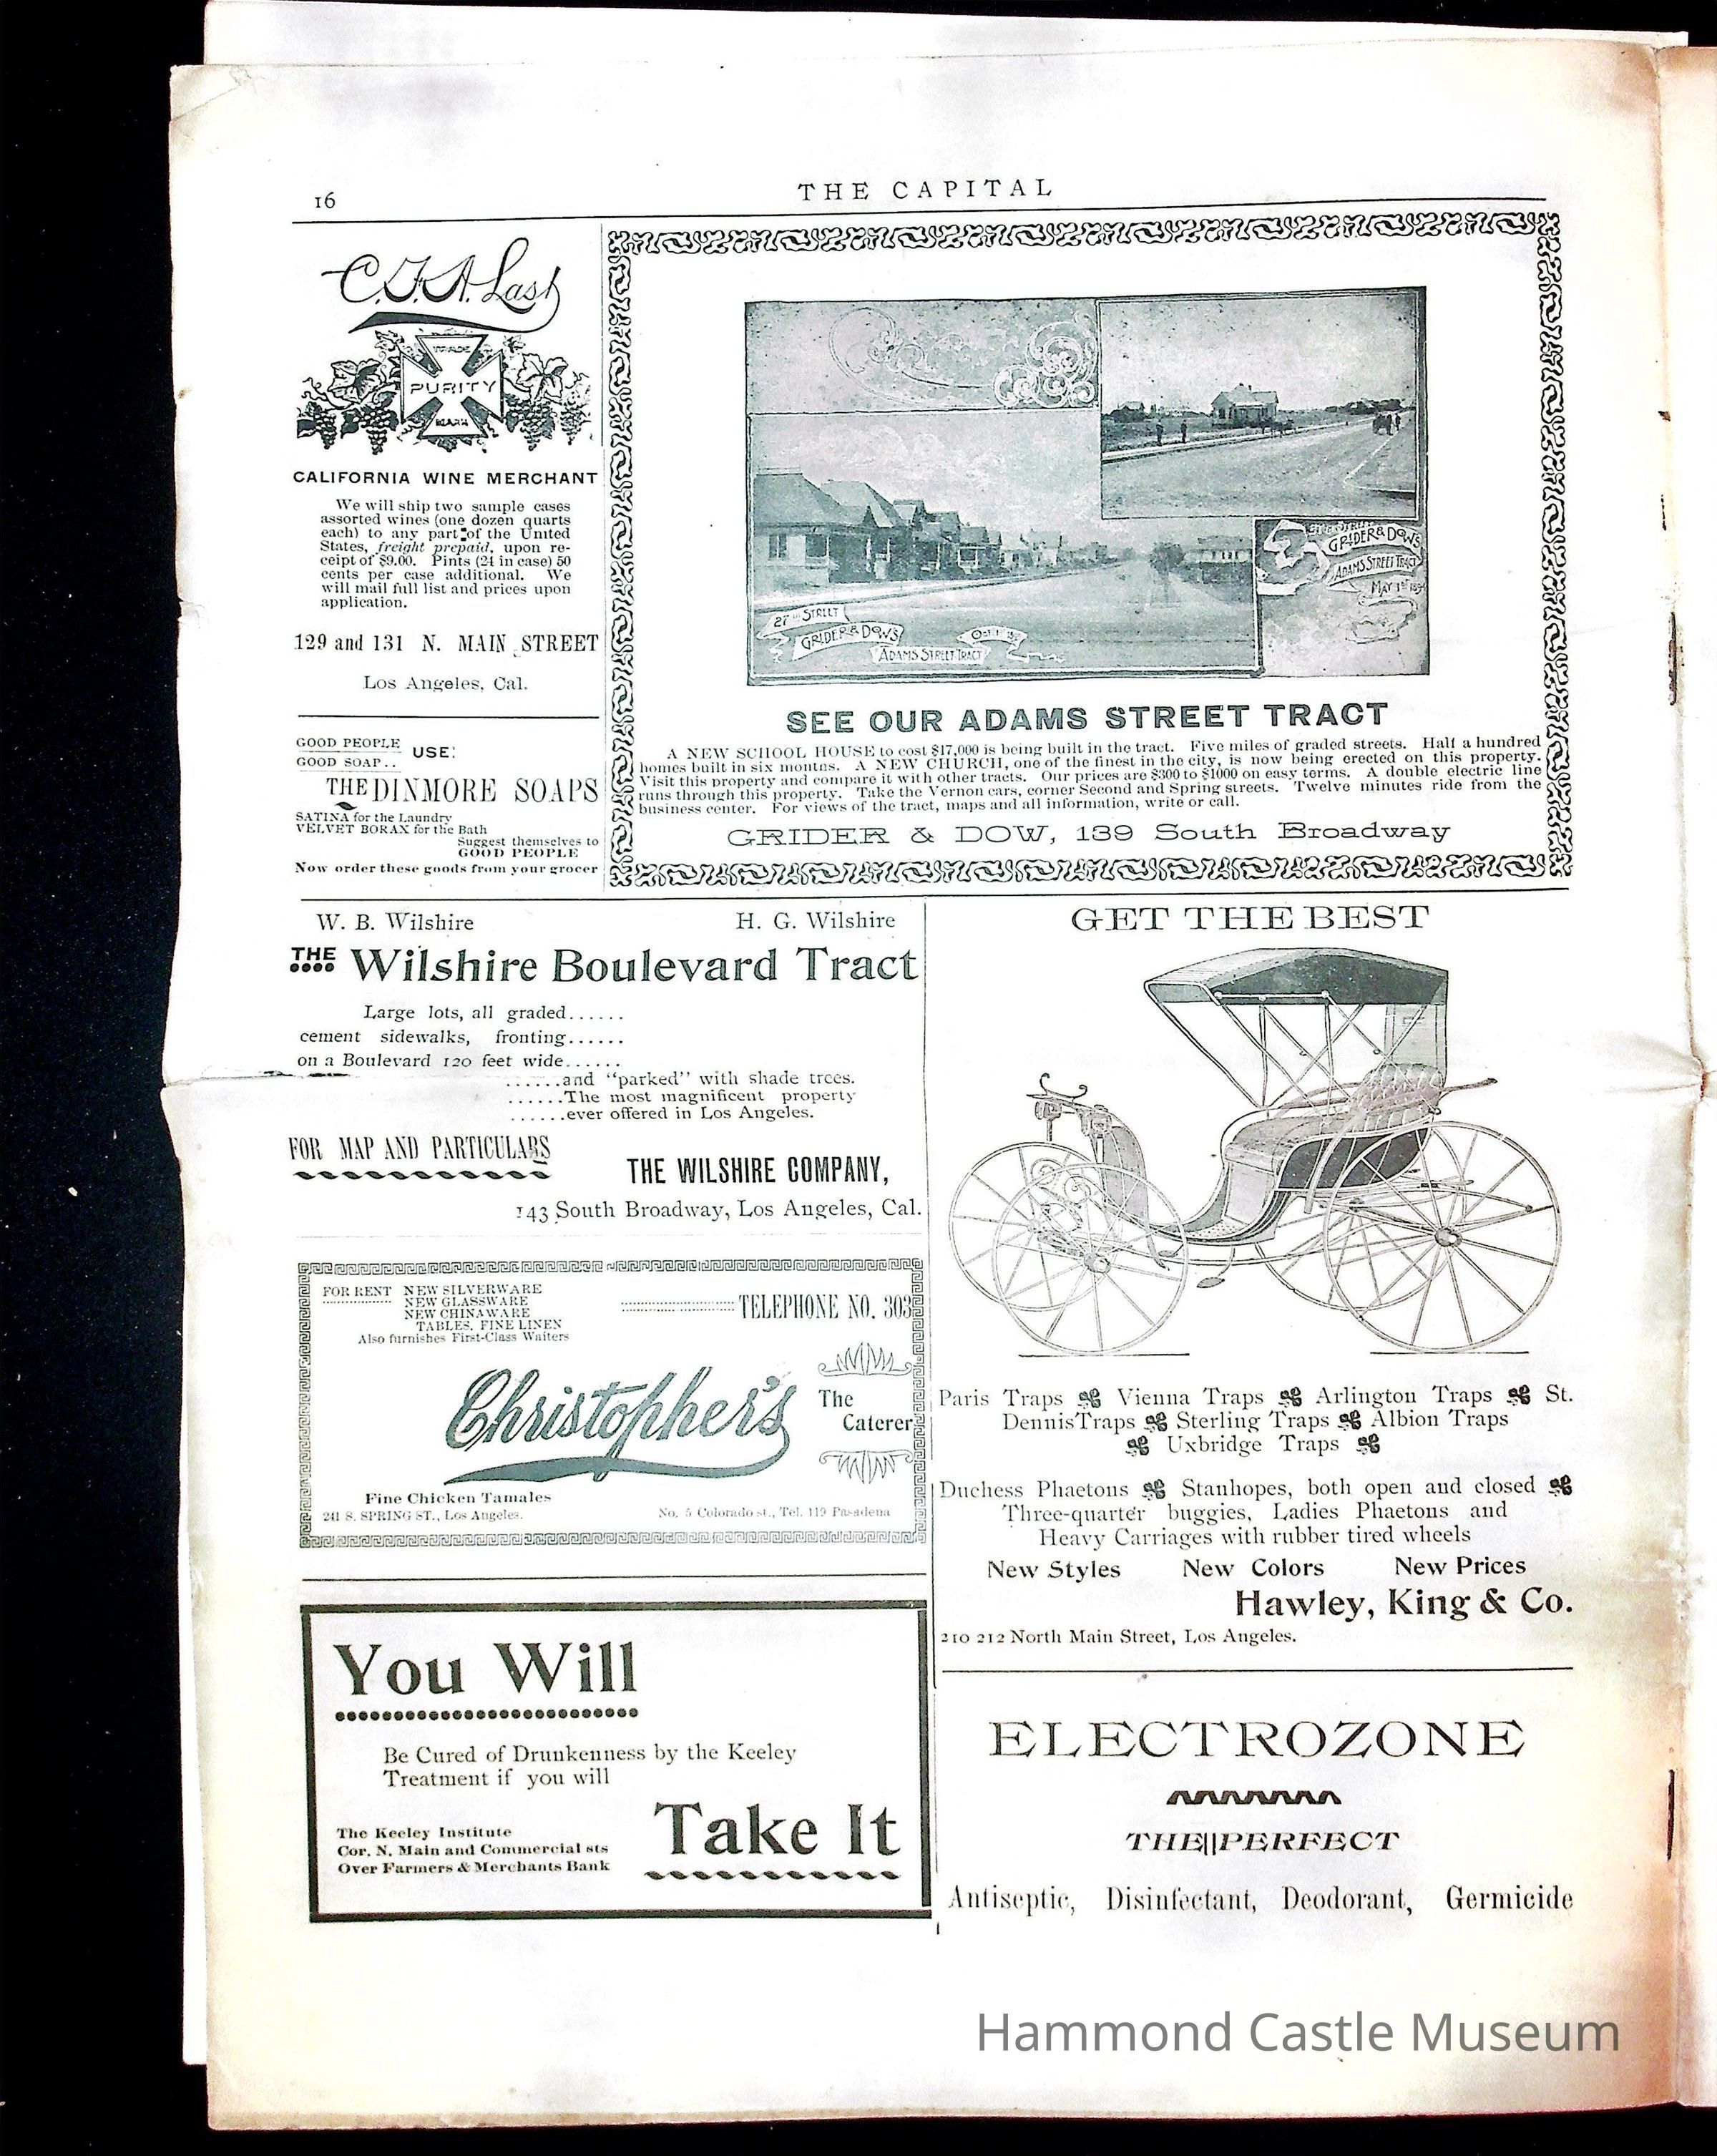 16
THE CAPITAL
C.F.A. Last
TRADE
PURITY
MARK
CALIFORNIA WINE MERCHANT
We will ship two sample cases
assorted wines (one dozen quarts
each) to any part of the United
States, freight prepaid, upon re-
ceipt of $9.00. Pints (24 in case) 50
cents per case additional. We
will mail full list and prices upon
application.
129 and 131 N. MAIN STREET
Los Angeles, Cal.
GOOD PEOPLE
GOOD SOAP..
USE:
THE DINMORE SOAPS
SATINA for the Laundry
VELVET BORAX for the Bath
Suggest themselves to
GOOD PEOPLE
Now order these goods from your grocer
GRIDER & DOW'S
ADAMS STREET TRACT
MAY 1ST
27TH STREET
GRIDER & DOW'S
ADAMS STREET TRACT
SEE OUR ADAMS STREET TRACT
A NEW SCHOOL HOUSE to cost $17,000 is being built in the tract. Five miles of graded streets. Half a hundred
homes built in six months. A NEW CHURCH, one of the finest in the city, is now being erected on this property.
Visit this property and compare it with other tracts. Our prices are $300 to $1000 on easy terms. A double electric line
runs through this property. Take the Vernon cars, corner Second and Spring streets. Twelve minutes ride from the
business center. For views of the tract, maps and all information, write or call.
GRIDER & DOW, 139 South Broadway
W. B. Wilshire
H. G. Wilshire
THE Wilshire Boulevard Tract
Large lots, all graded......
cement sidewalks, fronting......
on a Boulevard 120 feet wide......
......and "parked" with shade trees.
......The most magnificent property
......ever offered in Los Angeles.
FOR MAP AND PARTICULARS
THE WILSHIRE COMPANY,
143 South Broadway, Los Angeles, Cal.
FOR RENT NEW SILVERWARE
NEW GLASSWARE
NEW CHINAWARE
TABLES, FINE LINEN
Also furnishes First-Class Waiters
TELEPHONE NO. 303
Christopher's
The
Caterer
Fine Chicken Tamales
241 S. SPRING ST., Los Angeles.
No. 5 Colorado st., Tel. 119 Pasadena
You Will
Be Cured of Drunkenness by the Keeley
Treatment if you will
Take It
The Keeley Institute
Cor. N. Main and Commercial sts
Over Farmers & Merchants Bank
GET THE BEST
Paris Traps Vienna Traps Arlington Traps St.
Dennis Traps Sterling Traps Albion Traps
Uxbridge Traps
Duchess Phaetons Stanhopes, both open and closed
Three-quarter buggies, Ladies Phaetons and
Heavy Carriages with rubber tired wheels
New Styles New Colors New Prices
Hawley, King & Co.
210 212 North Main Street, Los Angeles.
ELECTROZONE
THE PERFECT
Antiseptic, Disinfectant, Deodorant, Germicide
Hammond Castle Museum